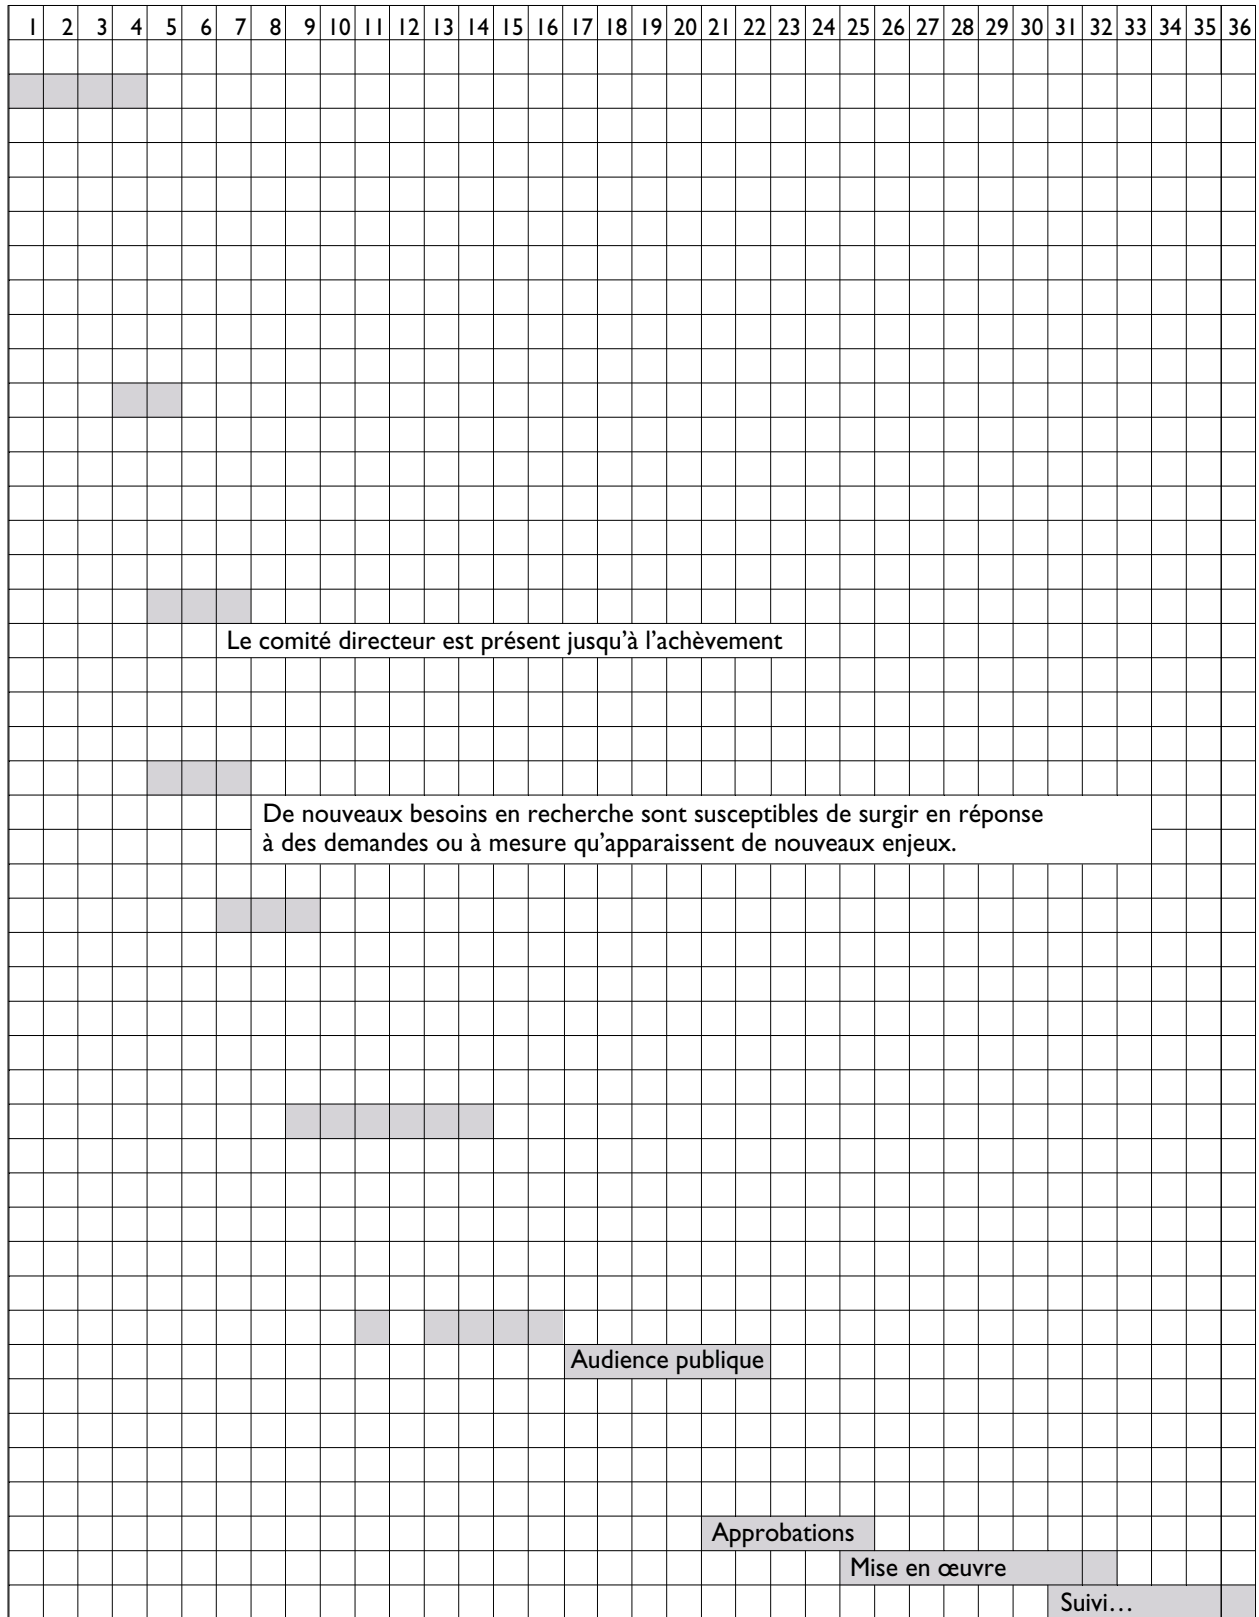 1 2 3 4 5 6 7 8 9 10 11 12 13 14 15 16 17 18 19 20 21 22 23 24 25 26 27 28 29 30 31 32 33 34 35 36
Le comité directeur est présent jusqu’à l’achèvement
De nouveaux besoins en recherche sont susceptibles de surgir en réponse
à des demandes ou à mesure qu’apparaissent de nouveaux enjeux.
Audience publique
Approbations
Mise en œuvre
Suivi…